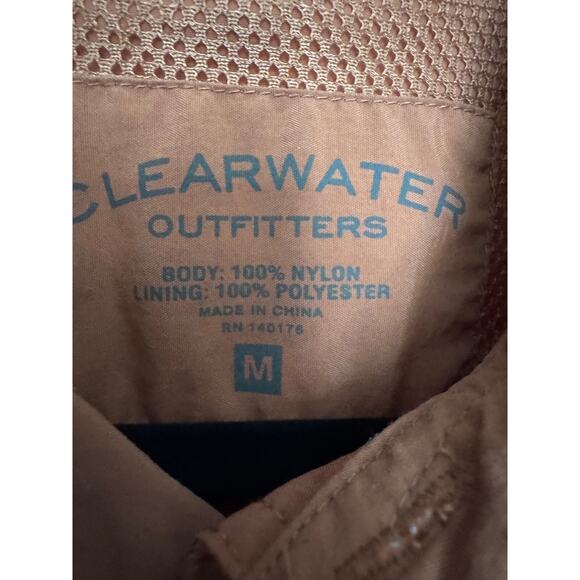 CLEARWATER
OUTFITTERS
BODY: 100% NYLON
LINING: 100% POLYESTER
MADE IN CHINA
RN 140176
M